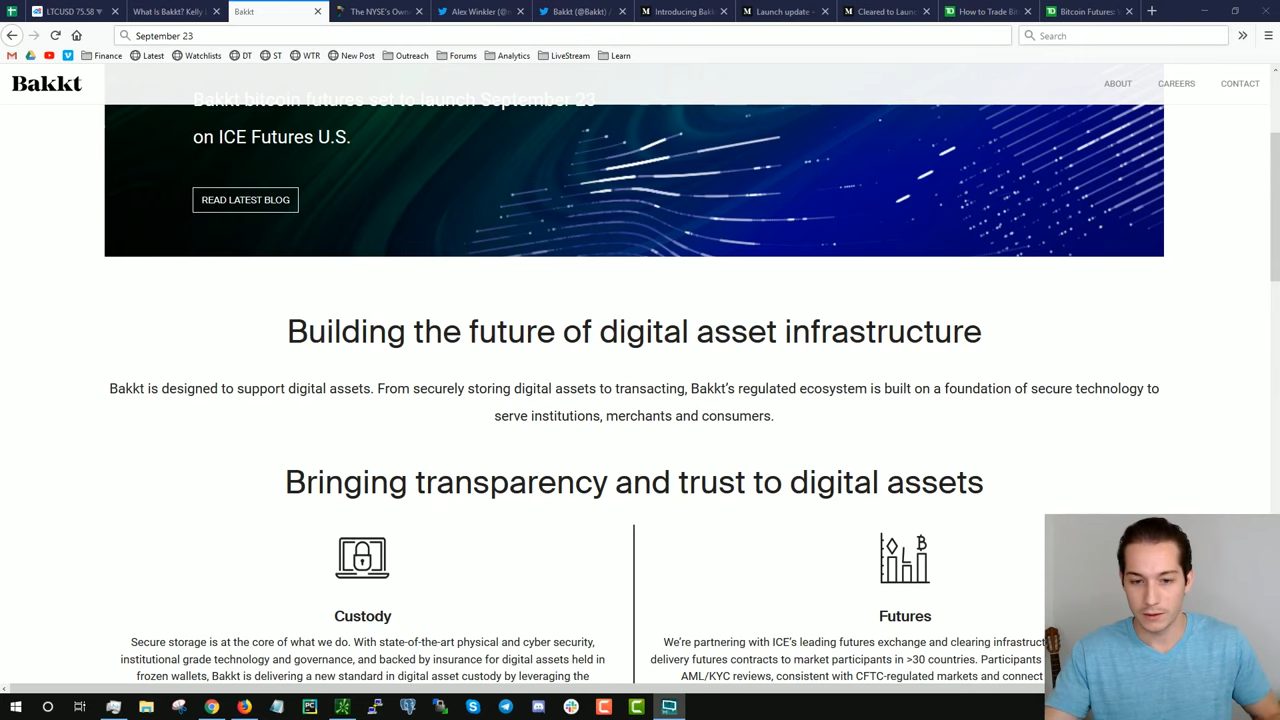 LTCUSD 75.58
What Is Bakkt? Kelly L
Bakkt
The NYSE's Own
Alex Winkler (@
Bakkt (@Bakkt) /
Introducing Bakk
Launch update –
Cleared to Launc
How to Trade Bit
Bitcoin Futures:
September 23
Search
Finance
Latest
Watchlists
DT
ST
WTR
New Post
Outreach
Forums
Analytics
LiveStream
Learn
Bakkt
ABOUT
CAREERS
CONTACT
Bakkt bitcoin futures set to launch September 23
on ICE Futures U.S.
READ LATEST BLOG
Building the future of digital asset infrastructure
Bakkt is designed to support digital assets. From securely storing digital assets to transacting, Bakkt's regulated ecosystem is built on a foundation of secure technology to
serve institutions, merchants and consumers.
Bringing transparency and trust to digital assets
Custody
Secure storage is at the core of what we do. With state-of-the-art physical and cyber security,
institutional grade technology and governance, and backed by insurance for digital assets held in
frozen wallets, Bakkt is delivering a new standard in digital asset custody by leveraging the
Futures
We're partnering with ICE's leading futures exchange and clearing infrastruct
delivery futures contracts to market participants in >30 countries. Participants
AML/KYC reviews, consistent with CFTC-regulated markets and connect